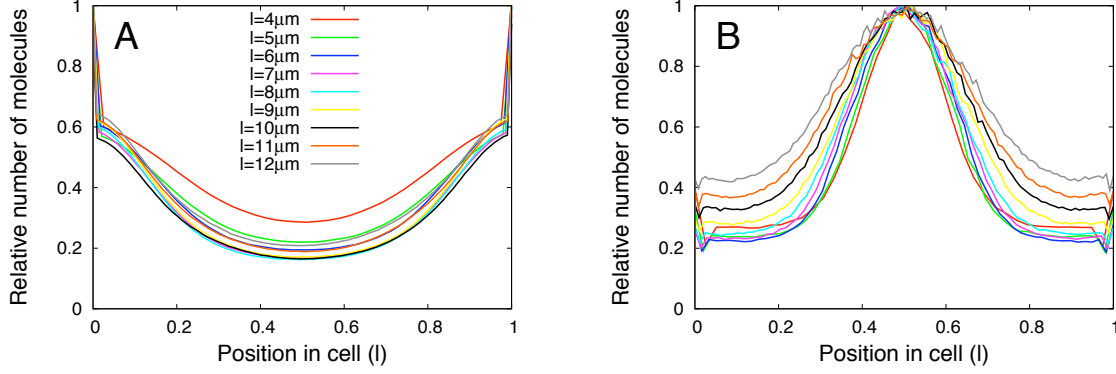 A
Relative number of molecules
1
0.8
0.6
0.4
0.2
0
0
0.2
0.4
0.6
0.8
1
Position in cell (l)
l=4μm
l=5μm
l=6μm
l=7μm
l=8μm
l=9μm
l=10μm
l=11μm
l=12μm
B
Relative number of molecules
1
0.8
0.6
0.4
0.2
0
0
0.2
0.4
0.6
0.8
1
Position in cell (l)